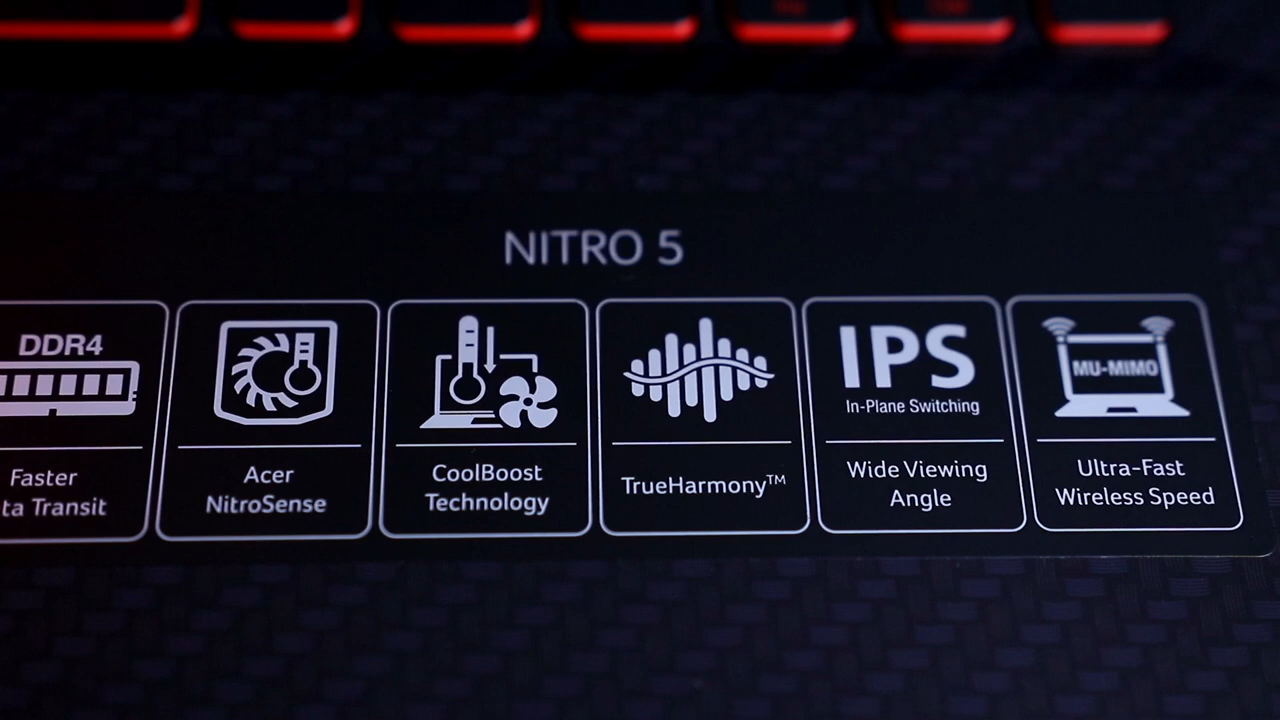 NITRO 5
DDR4
Faster
ta Transit
Acer
NitroSense
CoolBoost
Technology
TrueHarmony™
IPS
In-Plane Switching
Wide Viewing
Angle
MU-MIMO
Ultra-Fast
Wireless Speed